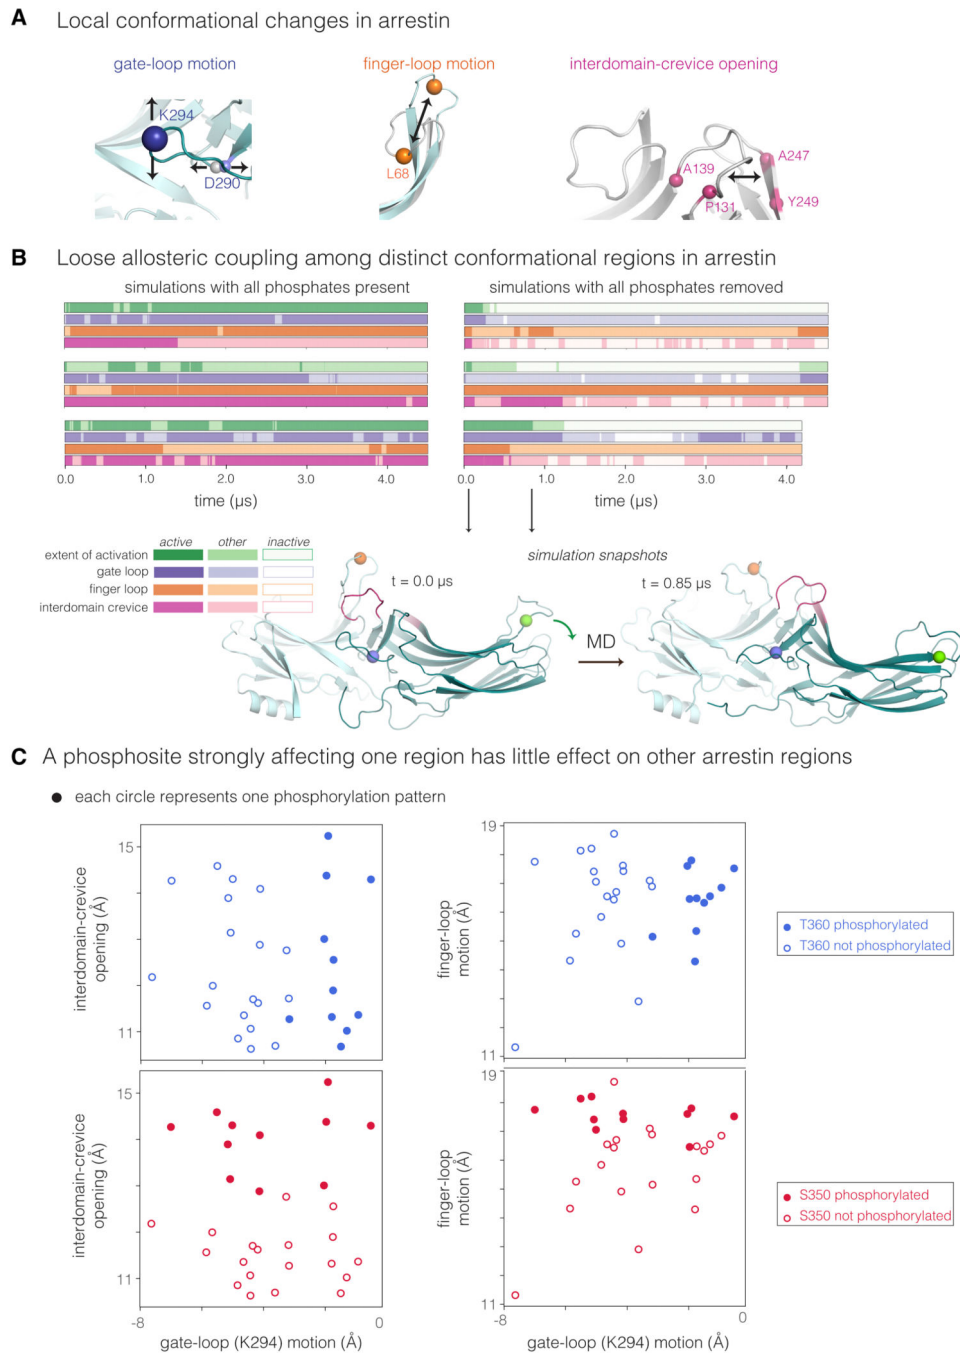 A Local conformational changes in arrestin
gate-loop motion
finger-loop motion
interdomain-crevice opening
K294
D290
L68
A139
A247
P131
Y249
B Loose allosteric coupling among distinct conformational regions in arrestin
simulations with all phosphates present
simulations with all phosphates removed
0.0 1.0 2.0 3.0 4.0
time (μs)
0.0 1.0 2.0 3.0 4.0
time (μs)
active other inactive
extent of activation
gate loop
finger loop
interdomain crevice
simulation snapshots
t = 0.0 μs
t = 0.85 μs
MD
C A phosphosite strongly affecting one region has little effect on other arrestin regions
each circle represents one phosphorylation pattern
15
11
interdomain-crevice
opening (Å)
19
11
finger-loop
motion (Å)
T360 phosphorylated
T360 not phosphorylated
15
11
interdomain-crevice
opening (Å)
-8 0
gate-loop (K294) motion (Å)
19
11
finger-loop
motion (Å)
-8 0
gate-loop (K294) motion (Å)
S350 phosphorylated
S350 not phosphorylated